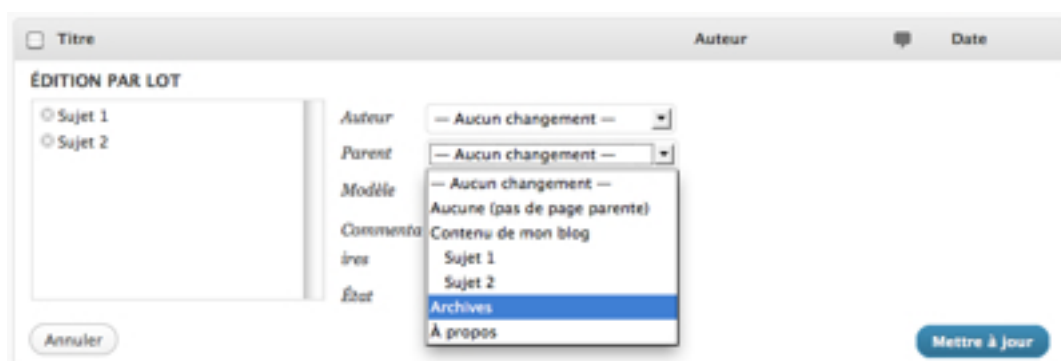 Titre Auteur Date
ÉDITION PAR LOT
Sujet 1
Sujet 2
Auteur — Aucun changement —
Parent — Aucun changement —
Modèle
Commenta
ires
État
— Aucun changement —
Aucune (pas de page parente)
Contenu de mon blog
Sujet 1
Sujet 2
Archives
À propos
Annuler Mettre à jour